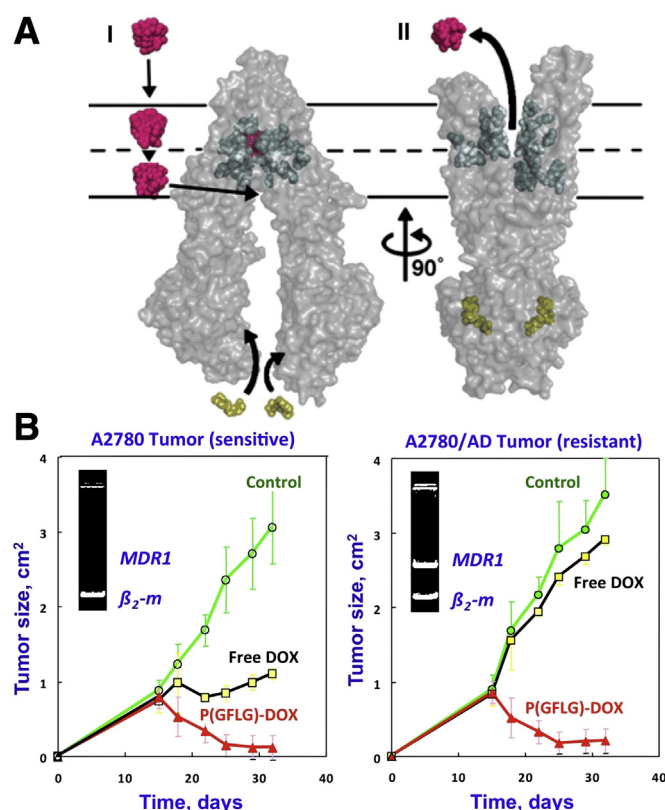 A
I
II
90°
B
A2780 Tumor (sensitive)
4
3
2
1
0
Tumor size, cm²
MDR1
ß₂-m
Control
Free DOX
P(GFLG)-DOX
0 10 20 30 40
Time, days
A2780/AD Tumor (resistant)
4
3
2
1
0
Tumor size, cm²
MDR1
ß₂-m
Control
Free DOX
P(GFLG)-DOX
0 10 20 30 40
Time, days